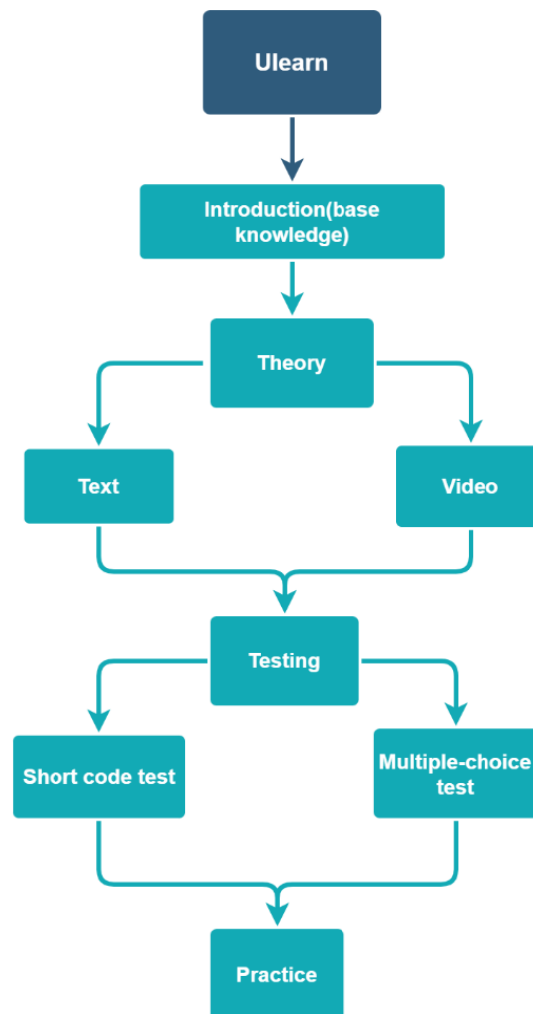 Ulearn
Introduction(base
knowledge)
Theory
Text
Video
Testing
Short code test
Multiple-choice
test
Practice